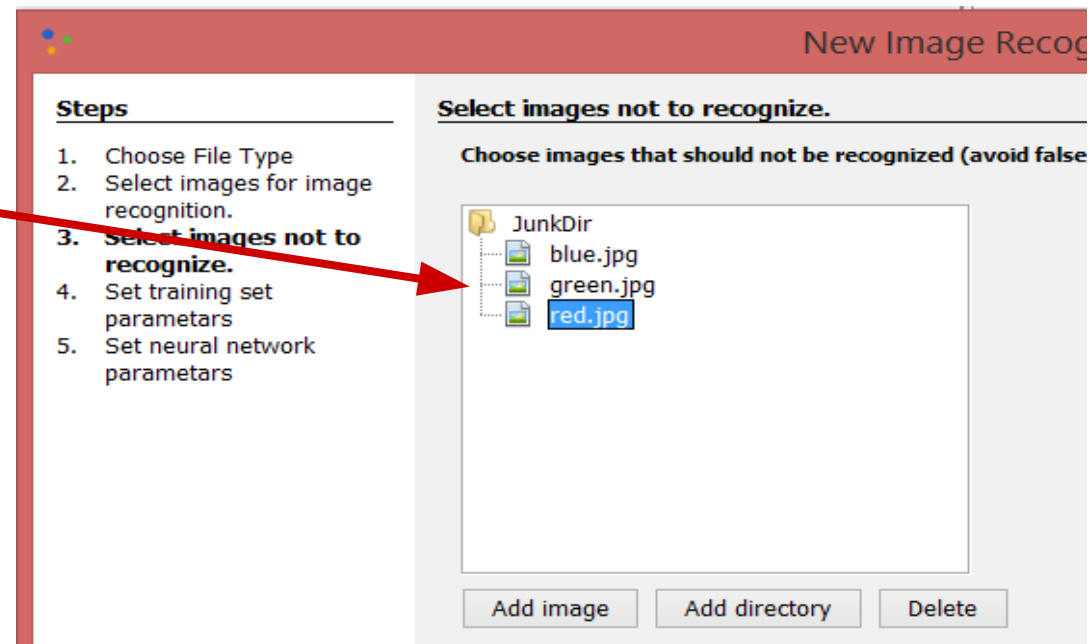 New Image Recog
Steps
1. Choose File Type
2. Select images for image
recognition.
3. Select images not to
recognize.
4. Set training set
parametars
5. Set neural network
parametars
Select images not to recognize.
Choose images that should not be recognized (avoid false
JunkDir
blue.jpg
green.jpg
red.jpg
Add image
Add directory
Delete